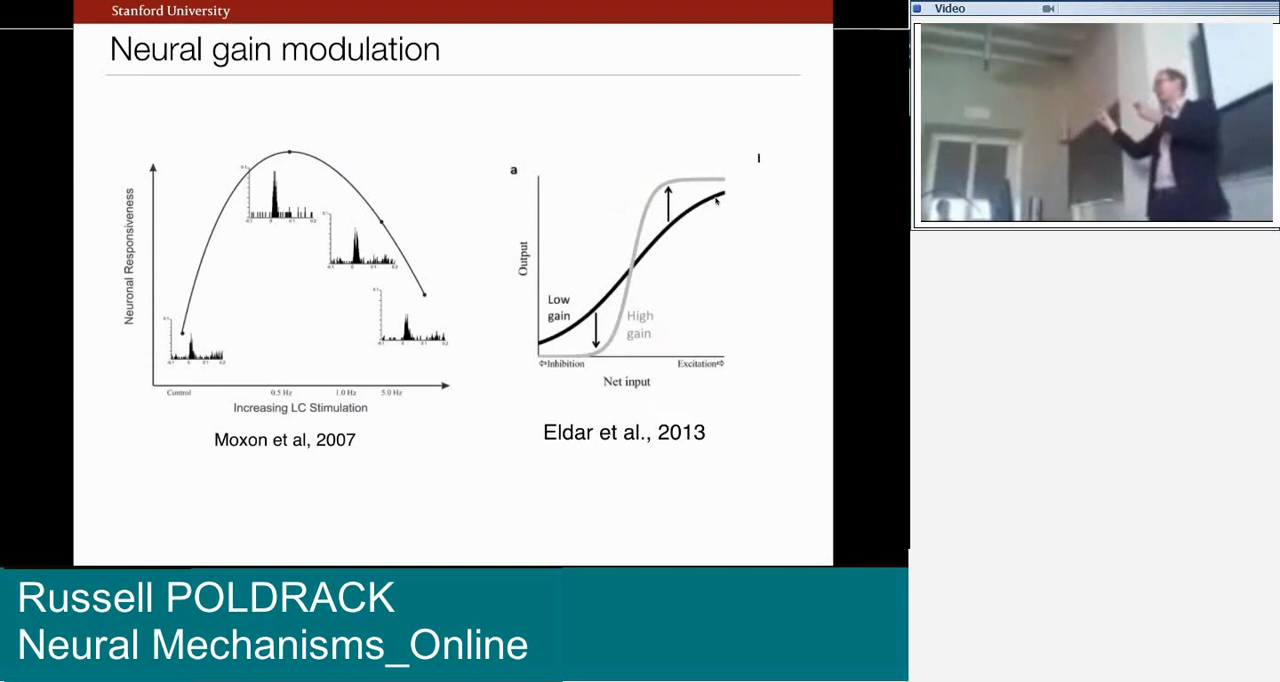 Stanford University
Neural gain modulation
Neuronal Responsiveness
Control
0.5 Hz
1.0 Hz
5.0 Hz
Increasing LC Stimulation
Moxon et al, 2007
a
Output
Low
gain
High
gain
⇦Inhibition
Excitation⇨
Net input
Eldar et al., 2013
Video
Russell POLDRACK
Neural Mechanisms_Online